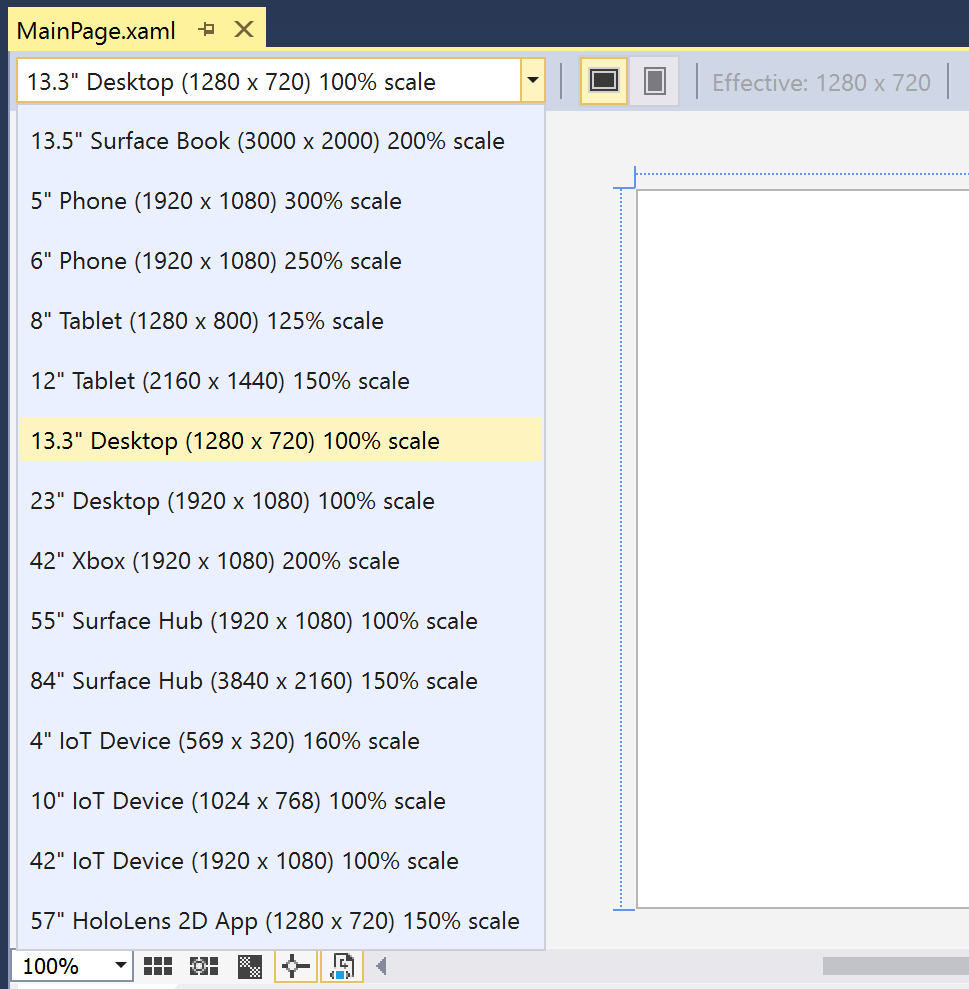 MainPage.xaml
13.3" Desktop (1280 x 720) 100% scale
Effective: 1280 x 720
13.5" Surface Book (3000 x 2000) 200% scale
5" Phone (1920 x 1080) 300% scale
6" Phone (1920 x 1080) 250% scale
8" Tablet (1280 x 800) 125% scale
12" Tablet (2160 x 1440) 150% scale
13.3" Desktop (1280 x 720) 100% scale
23" Desktop (1920 x 1080) 100% scale
42" Xbox (1920 x 1080) 200% scale
55" Surface Hub (1920 x 1080) 100% scale
84" Surface Hub (3840 x 2160) 150% scale
4" IoT Device (569 x 320) 160% scale
10" IoT Device (1024 x 768) 100% scale
42" IoT Device (1920 x 1080) 100% scale
57" HoloLens 2D App (1280 x 720) 150% scale
100%